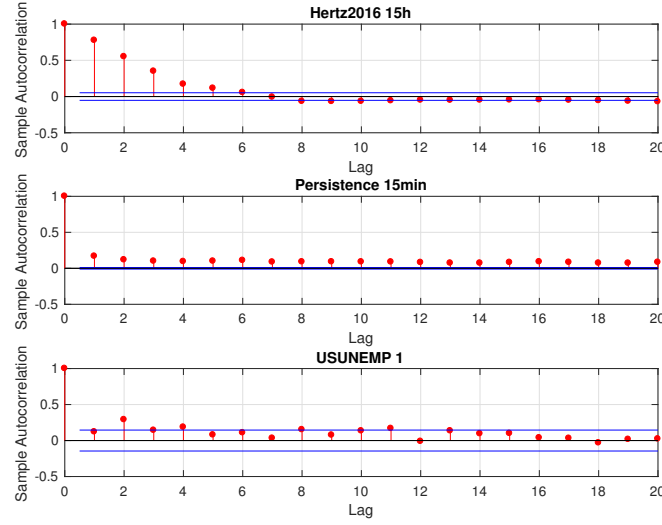 Hertz2016 15h
Sample Autocorrelation
1
0.5
0
-0.5
0 2 4 6 8 10 12 14 16 18 20
Lag
Persistence 15min
Sample Autocorrelation
1
0.5
0
-0.5
0 2 4 6 8 10 12 14 16 18 20
Lag
USUNEMP 1
Sample Autocorrelation
1
0.5
0
-0.5
0 2 4 6 8 10 12 14 16 18 20
Lag